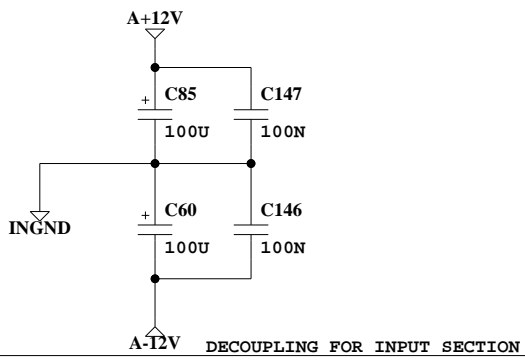 A+12V
+ C85 C147
100U 100N
INGND
+ C60 C146
100U 100N
A-12V
DECOUPLING FOR INPUT SECTION